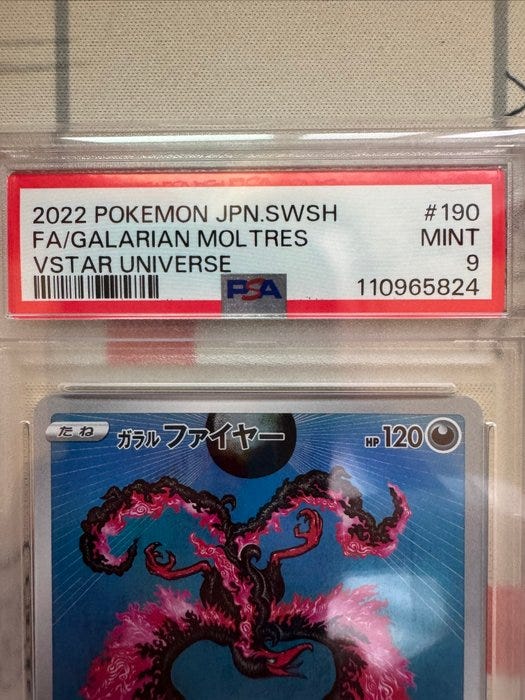 2022 POKEMON JPN.SWSH #190
FA/GALARIAN MOLTRES MINT
VSTAR UNIVERSE 9
PSA 110965824
たね ガラル ファイヤー HP 120